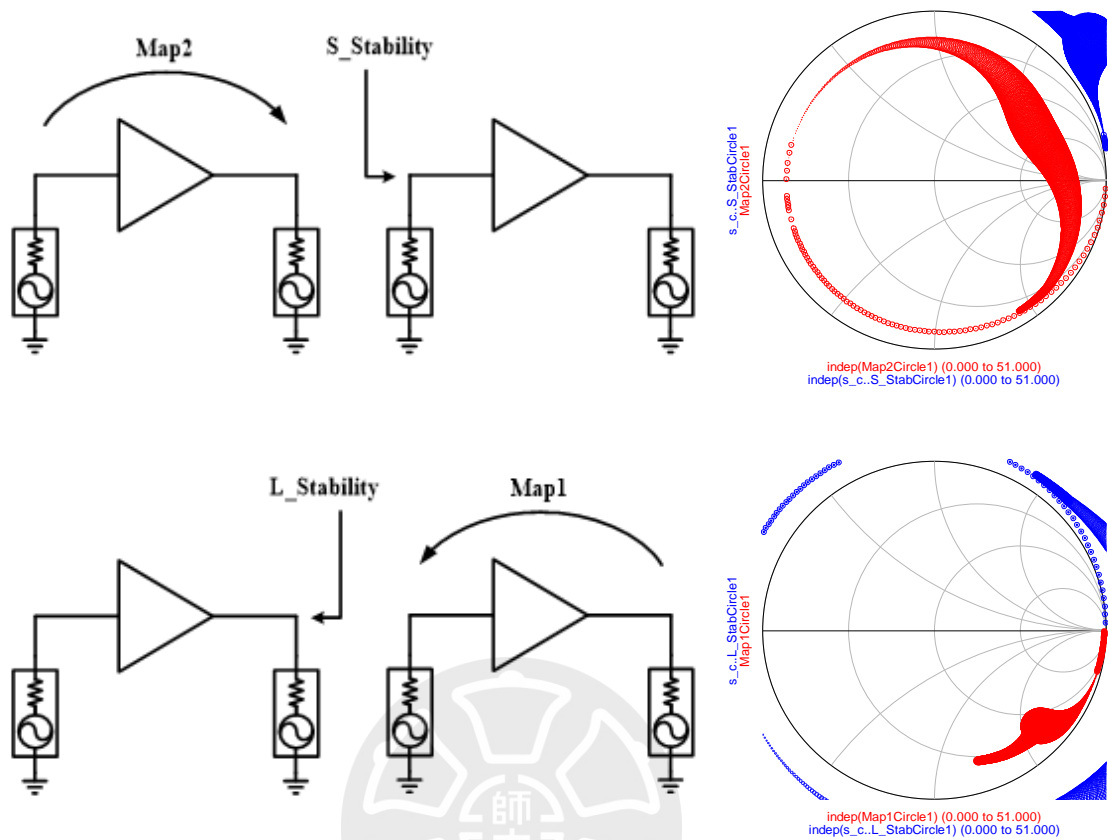 Map2
S_Stability
s_c..S_StabCircle1
Map2Circle1
indep(Map2Circle1) (0.000 to 51.000)
indep(s_c..S_StabCircle1) (0.000 to 51.000)
L_Stability
Map1
s_c..L_StabCircle1
Map1Circle1
indep(Map1Circle1) (0.000 to 51.000)
indep(s_c..L_StabCircle1) (0.000 to 51.000)
師